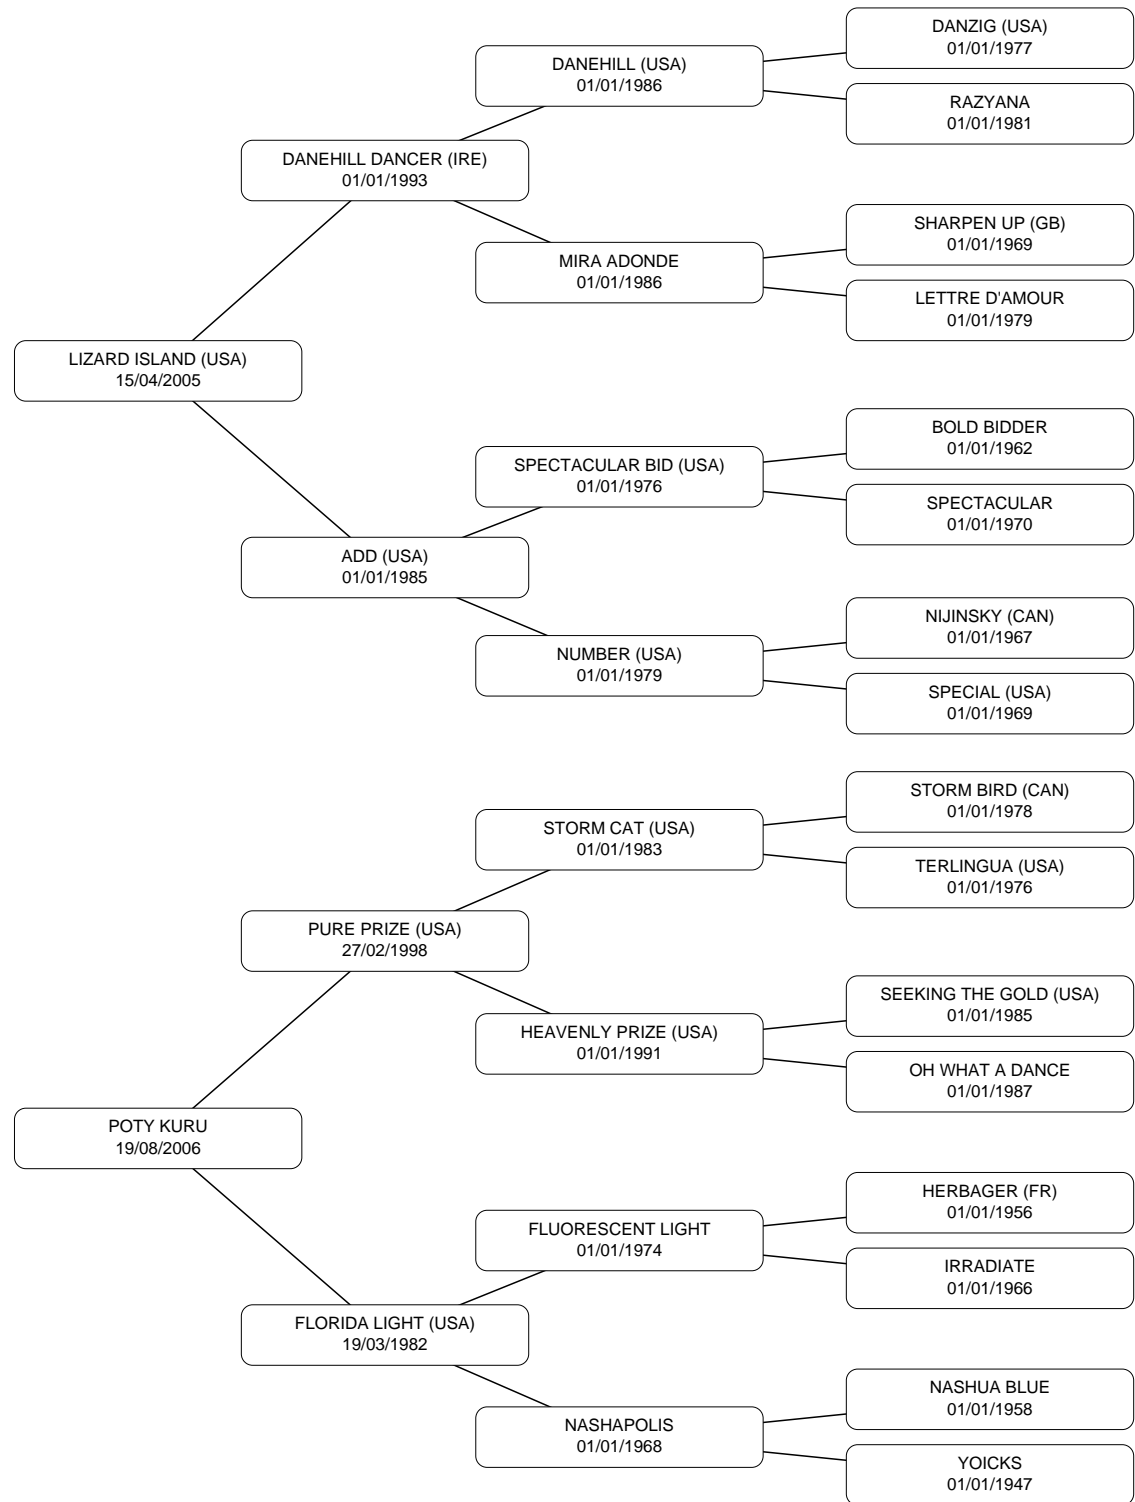 DANZIG (USA)
01/01/1977
DANEHILL (USA)
01/01/1986
RAZYANA
01/01/1981
DANEHILL DANCER (IRE)
01/01/1993
SHARPEN UP (GB)
01/01/1969
MIRA ADONDE
01/01/1986
LETTRE D'AMOUR
01/01/1979
LIZARD ISLAND (USA)
15/04/2005
BOLD BIDDER
01/01/1962
SPECTACULAR BID (USA)
01/01/1976
SPECTACULAR
01/01/1970
ADD (USA)
01/01/1985
NIJINSKY (CAN)
01/01/1967
NUMBER (USA)
01/01/1979
SPECIAL (USA)
01/01/1969
STORM BIRD (CAN)
01/01/1978
STORM CAT (USA)
01/01/1983
TERLINGUA (USA)
01/01/1976
PURE PRIZE (USA)
27/02/1998
SEEKING THE GOLD (USA)
01/01/1985
HEAVENLY PRIZE (USA)
01/01/1991
OH WHAT A DANCE
01/01/1987
POTY KURU
19/08/2006
HERBAGER (FR)
01/01/1956
FLUORESCENT LIGHT
01/01/1974
IRRADIATE
01/01/1966
FLORIDA LIGHT (USA)
19/03/1982
NASHUA BLUE
01/01/1958
NASHAPOLIS
01/01/1968
YOICKS
01/01/1947